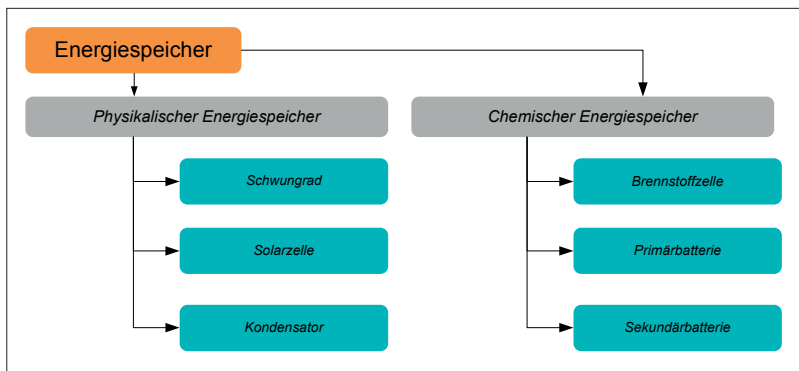 Energiespeicher
Physikalischer Energiespeicher
Chemischer Energiespeicher
Schwungrad
Brennstoffzelle
Solarzelle
Primärbatterie
Kondensator
Sekundärbatterie